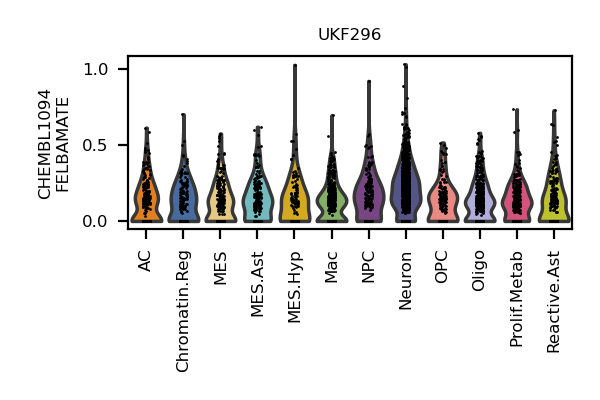 UKF296
CHEMBL1094
FELBAMATE
1.0
0.5
0.0
AC
Chromatin.Reg
MES
MES.Ast
MES.Hyp
Mac
NPC
Neuron
OPC
Oligo
Prolif.Metab
Reactive.Ast